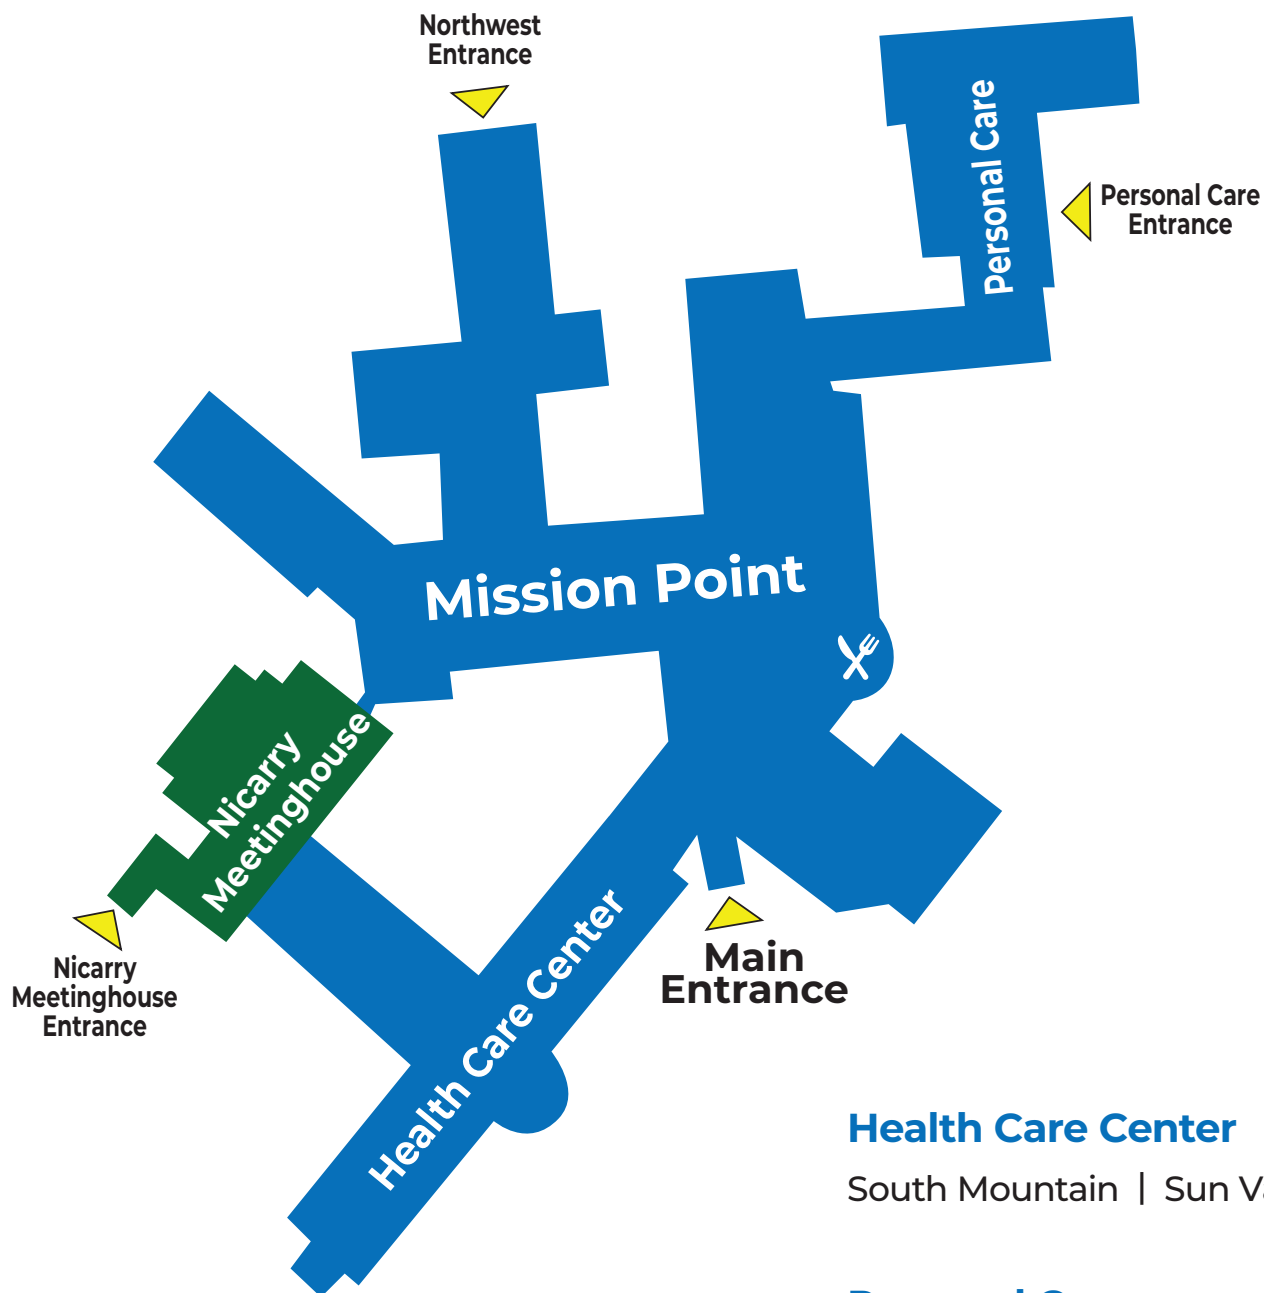 Northwest
Entrance
Personal Care
Personal Care
Entrance
Mission Point
Nicarry
Meetinghouse
Nicarry
Meetinghouse
Entrance
Main
Entrance
Health Care Center
Health Care Center
South Mountain | Sun